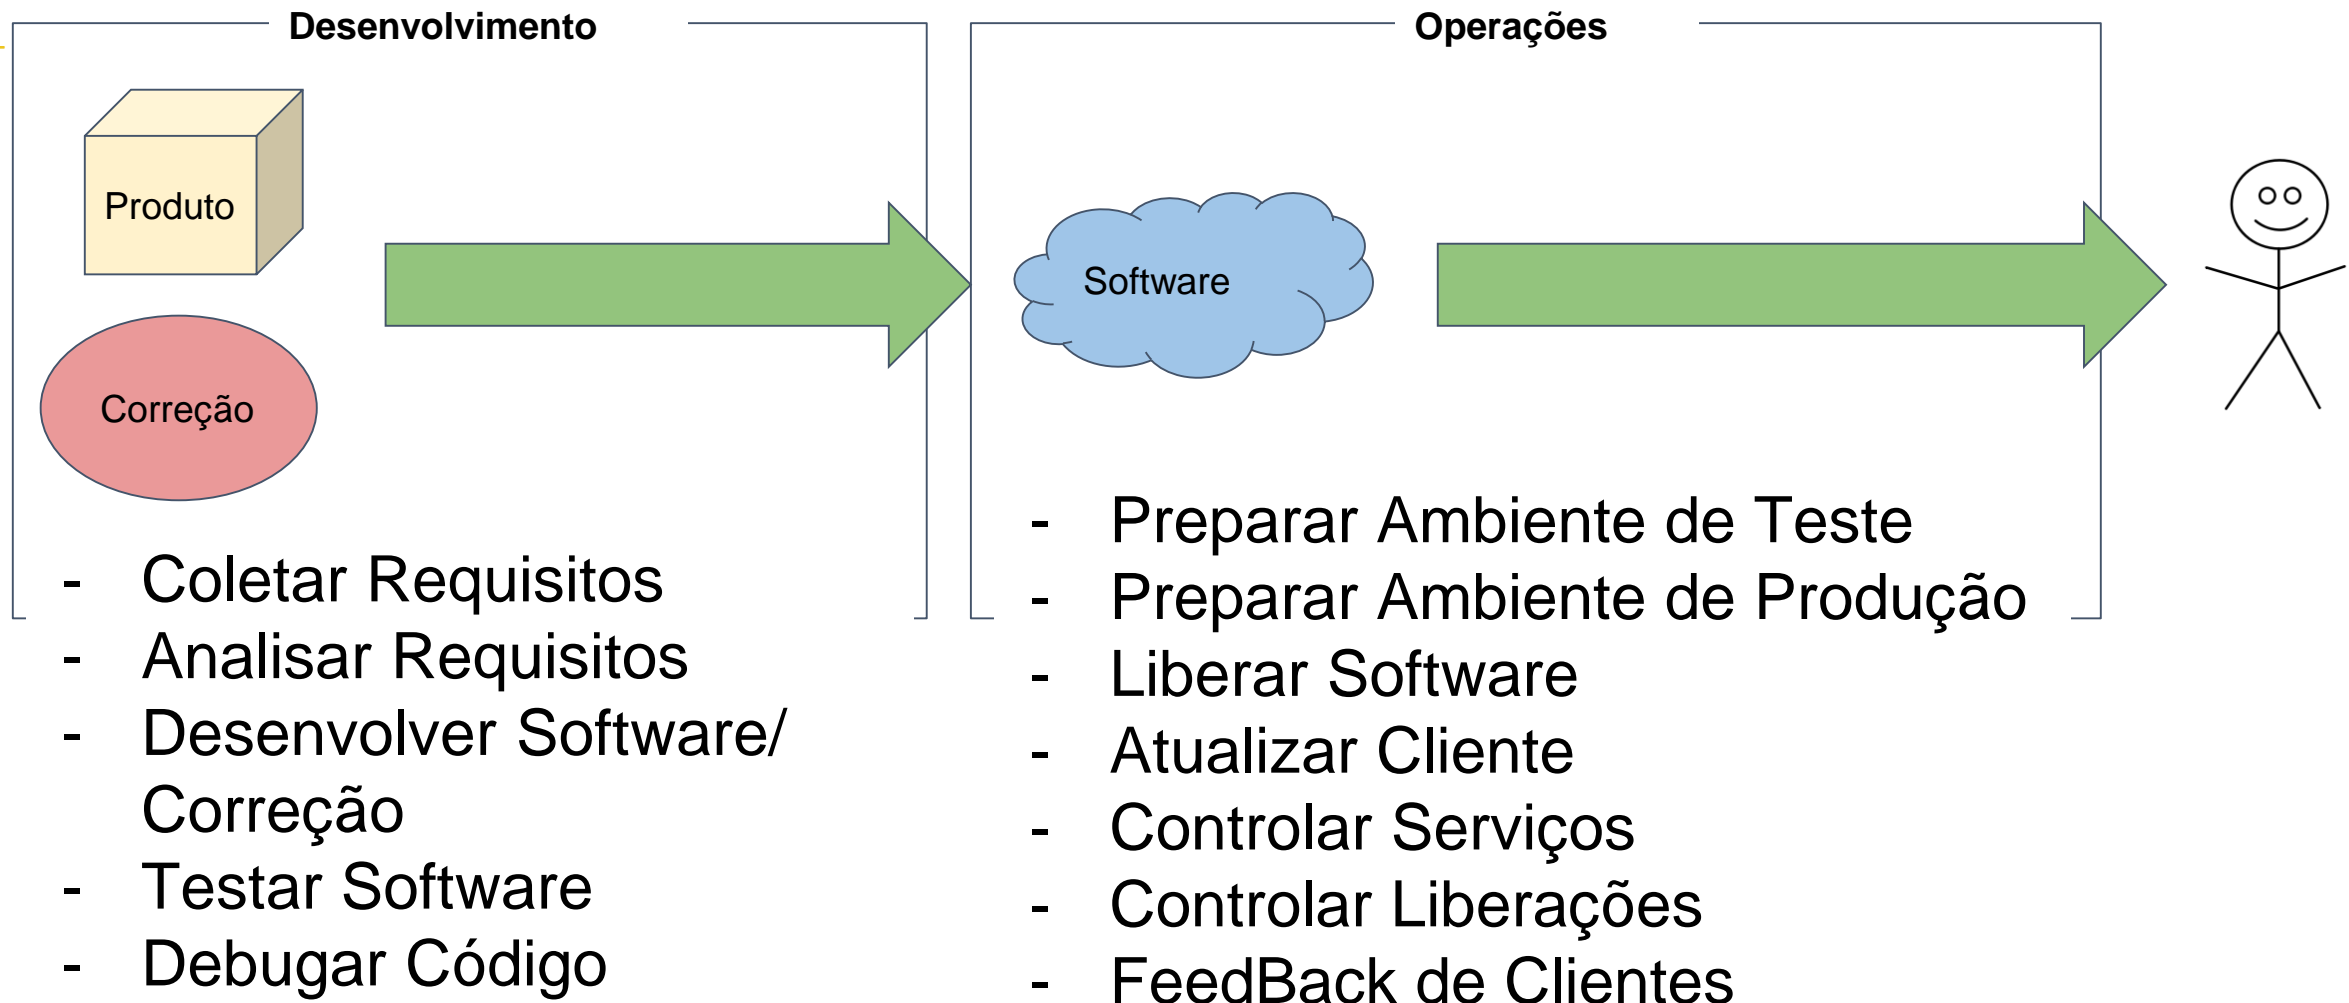 Desenvolvimento
Produto
Correção
- Coletar Requisitos
- Analisar Requisitos
- Desenvolver Software/
Correção
- Testar Software
- Debugar Código
Operações
Software
- Preparar Ambiente de Teste
- Preparar Ambiente de Produção
- Liberar Software
- Atualizar Cliente
- Controlar Serviços
- Controlar Liberações
- FeedBack de Clientes